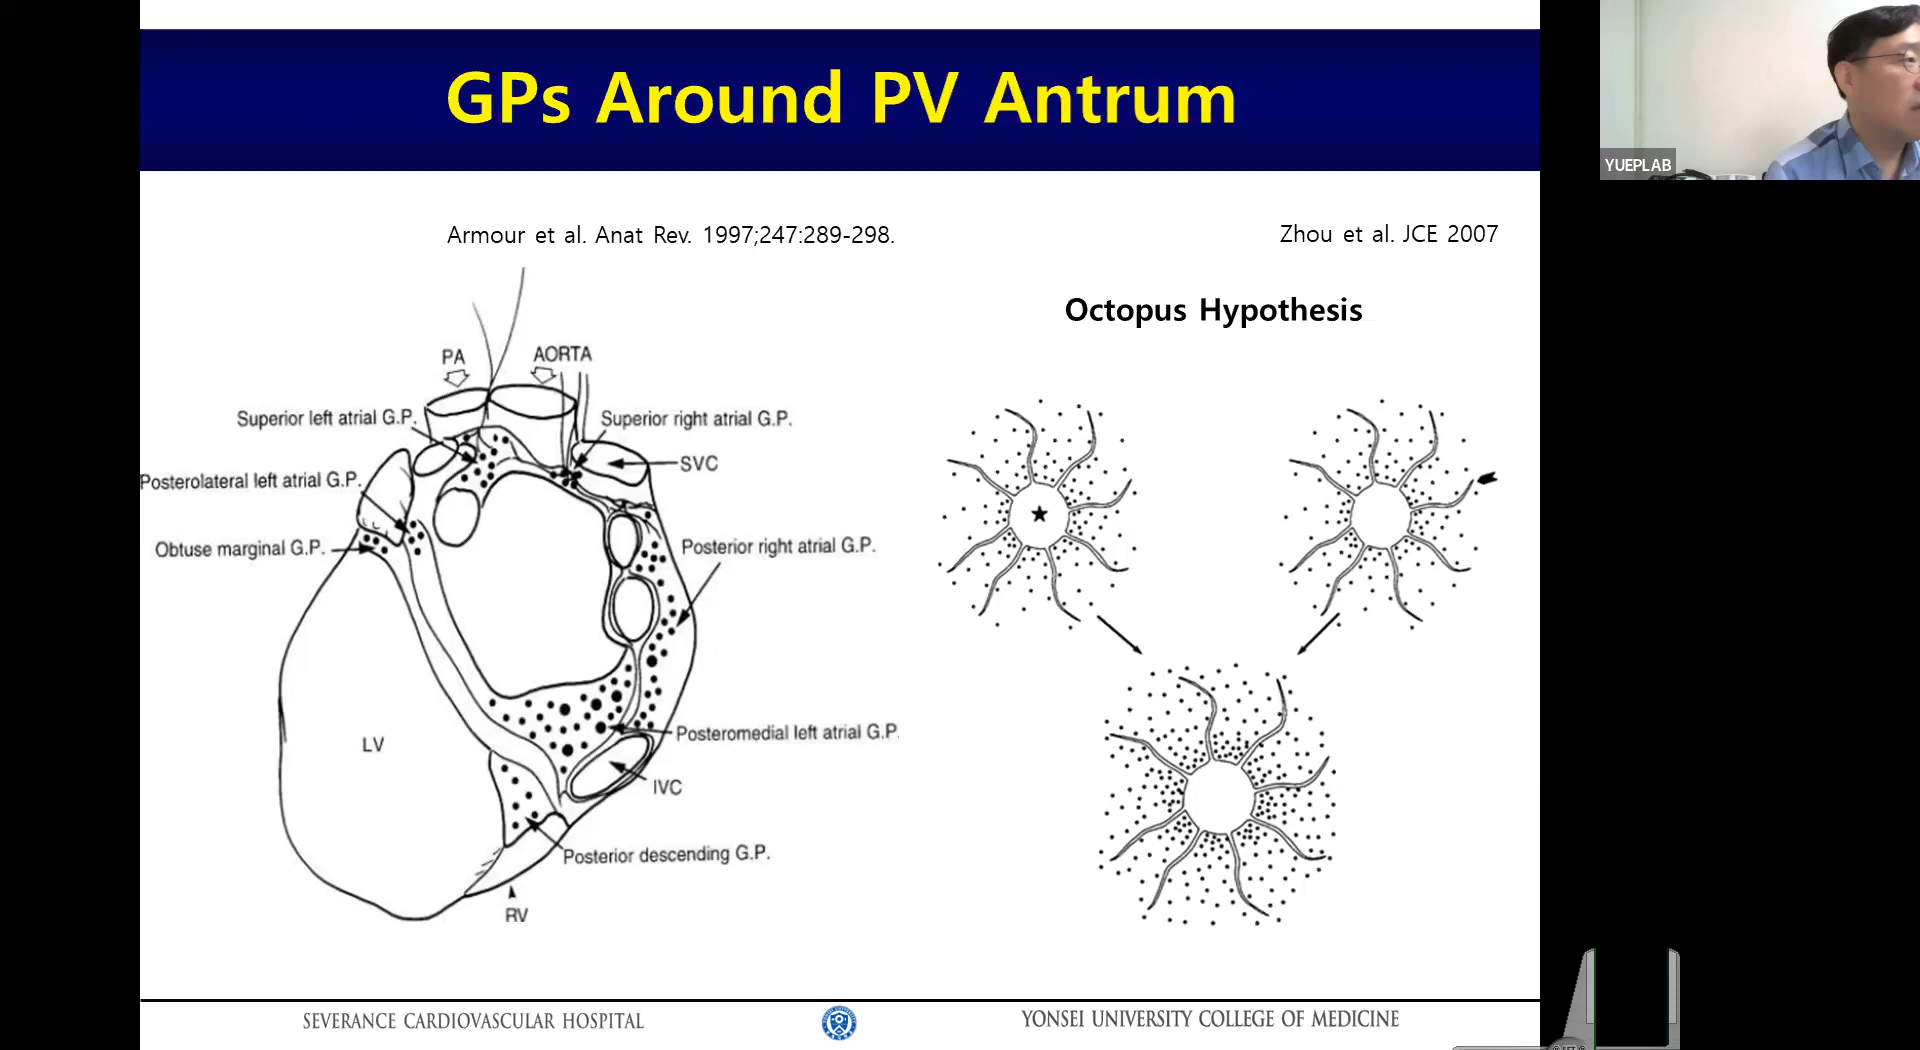 GPs Around PV Antrum
YUEPLAB
Armour et al. Anat Rev. 1997;247:289-298.
Zhou et al. JCE 2007
Octopus Hypothesis
PA
AORTA
Superior left atrial G.P.
Superior right atrial G.P.
SVC
Posterolateral left atrial G.P.
Obtuse marginal G.P.
Posterior right atrial G.P.
Posteromedial left atrial G.P.
LV
IVC
Posterior descending G.P.
RV
SEVERANCE CARDIOVASCULAR HOSPITAL
YONSEI UNIVERSITY COLLEGE OF MEDICINE